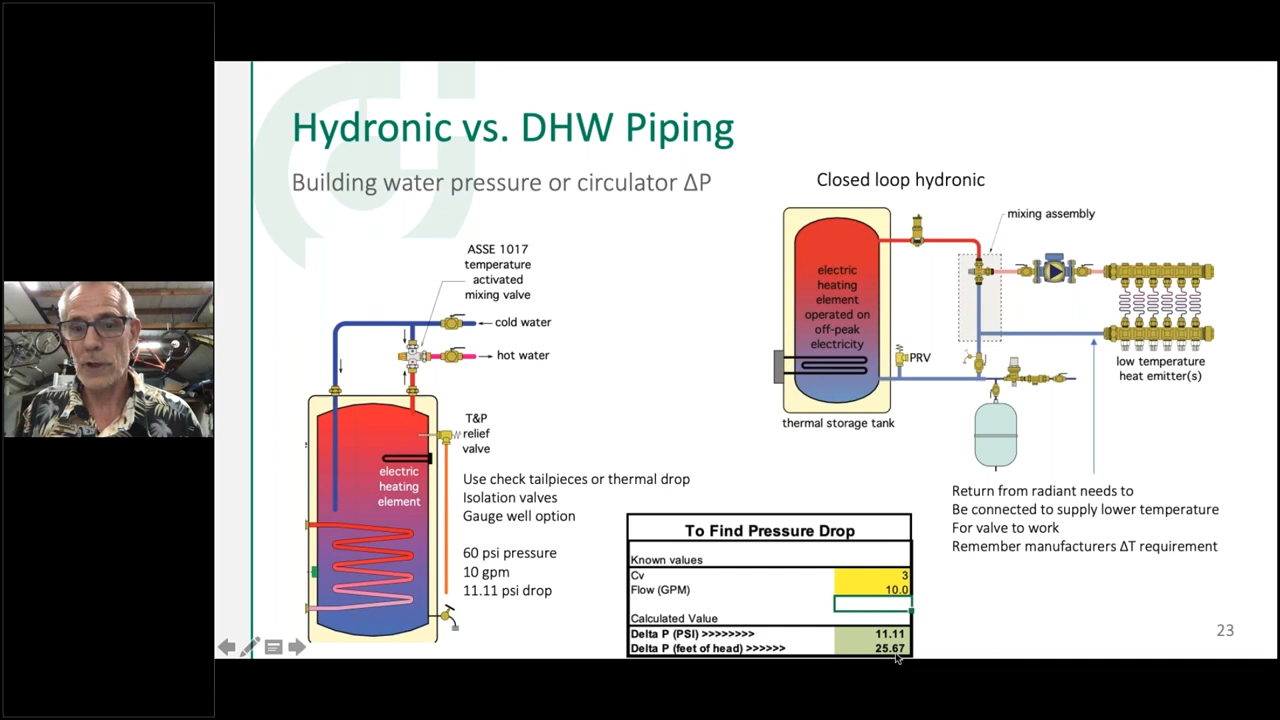 Hydronic vs. DHW Piping
Building water pressure or circulator ΔP
Closed loop hydronic
ASSE 1017
temperature
activated
mixing valve
cold water
hot water
T&P
relief
valve
electric
heating
element
Use check tailpieces or thermal drop
Isolation valves
Gauge well option
60 psi pressure
10 gpm
11.11 psi drop
To Find Pressure Drop
Known values
Cv 3
Flow (GPM) 10.0
Calculated Value
Delta P (PSI) >>>>>>>> 11.11
Delta P (feet of head) >>>>>> 25.67
mixing assembly
electric
heating
element
operated on
off-peak
electricity
PRV
thermal storage tank
low temperature
heat emitter(s)
Return from radiant needs to
Be connected to supply lower temperature
For valve to work
Remember manufacturers ΔT requirement
23